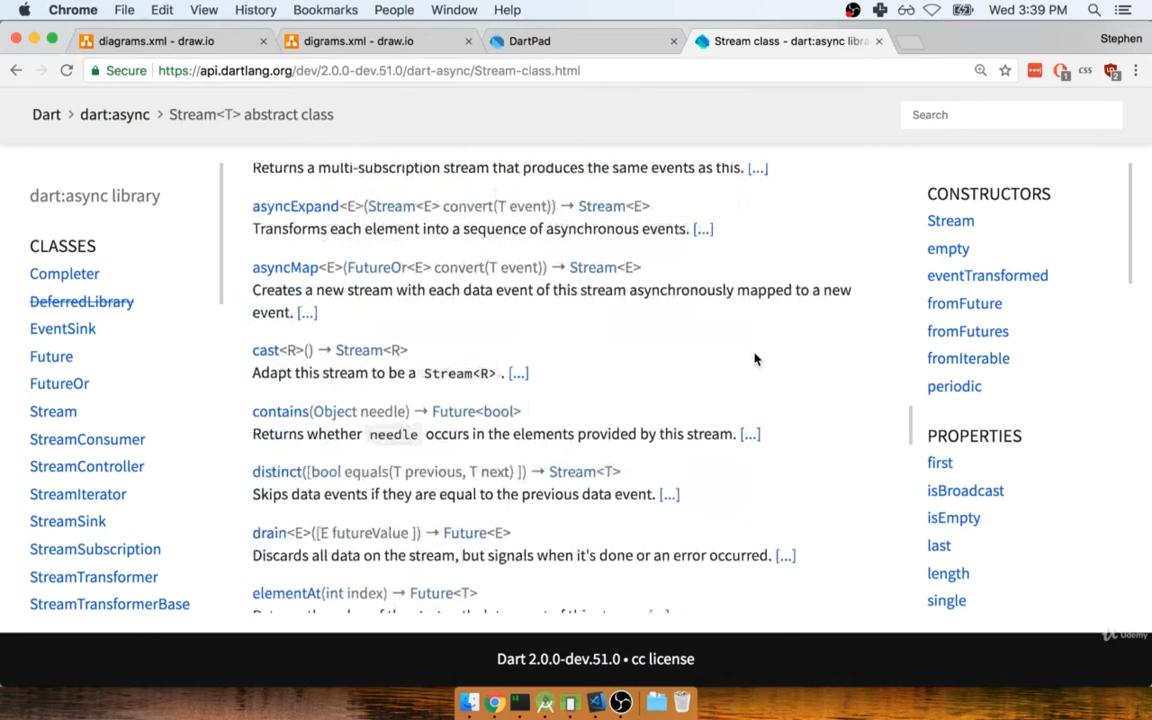 Chrome File Edit View History Bookmarks People Window Help Wed 3:39 PM
diagrams.xml - draw.io × digrams.xml - draw.io × DartPad × Stream class - dart:async libra × Stephen
Secure https://api.dartlang.org/dev/2.0.0-dev.51.0/dart-async/Stream-class.html CSS 1 2
Dart > dart:async > Stream<T> abstract class Search
dart:async library
CLASSES
Completer
DeferredLibrary
EventSink
Future
FutureOr
Stream
StreamConsumer
StreamController
StreamIterator
StreamSink
StreamSubscription
StreamTransformer
StreamTransformerBase
Returns a multi-subscription stream that produces the same events as this. [...]
asyncExpand<E>(Stream<E> convert(T event)) → Stream<E>
Transforms each element into a sequence of asynchronous events. [...]
asyncMap<E>(FutureOr<E> convert(T event)) → Stream<E>
Creates a new stream with each data event of this stream asynchronously mapped to a new
event. [...]
cast<R>() → Stream<R>
Adapt this stream to be a Stream<R> . [...]
contains(Object needle) → Future<bool>
Returns whether needle occurs in the elements provided by this stream. [...]
distinct([bool equals(T previous, T next) ]) → Stream<T>
Skips data events if they are equal to the previous data event. [...]
drain<E>([E futureValue ]) → Future<E>
Discards all data on the stream, but signals when it's done or an error occurred. [...]
elementAt(int index) → Future<T>
CONSTRUCTORS
Stream
empty
eventTransformed
fromFuture
fromFutures
fromIterable
periodic
PROPERTIES
first
isBroadcast
isEmpty
last
length
single
Udemy
Dart 2.0.0-dev.51.0 • cc license